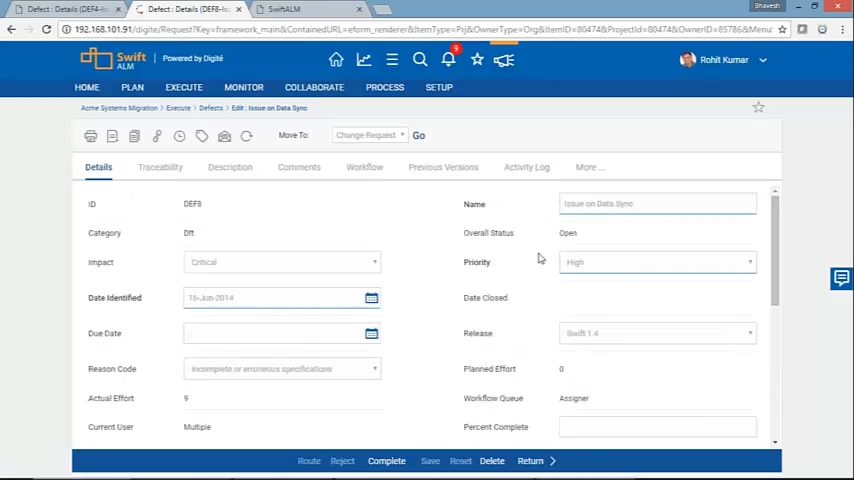 Defect : Details (DEF4-Is
Defect : Details (DEF8-Iss
SwiftALM
Bhavesh
192.168.101.91/digite/Request?Key=framework_main&ContainedURL=eform_renderer&ItemType=Prj&OwnerType=Org&ItemID=80474&ProjectId=80474&OwnerID=85786&Menu
Swift ALM Powered by Digité
9
Rohit Kumar
HOME PLAN EXECUTE MONITOR COLLABORATE PROCESS SETUP
Acme Systems Migration > Execute > Defects > Edit : Issue on Data Sync
Move To: Change Request Go
Details Traceability Description Comments Workflow Previous Versions Activity Log More ...
ID DEF8 Name Issue on Data Sync
Category Dft Overall Status Open
Impact Critical Priority High
Date Identified 16-Jun-2014 Date Closed
Due Date Release Swift 1.4
Reason Code Incomplete or erroneous specifications Planned Effort 0
Actual Effort 9 Workflow Queue Assigner
Current User Multiple Percent Complete
Route Reject Complete Save Reset Delete Return